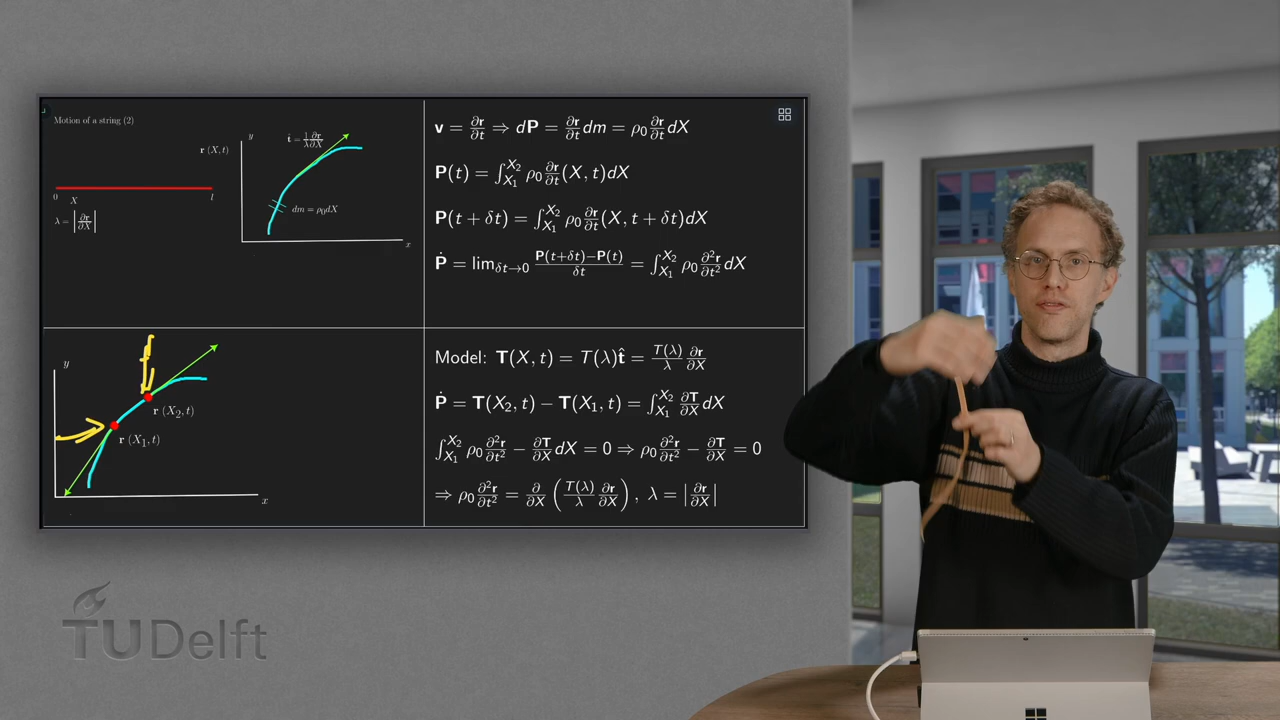 Motion of a string (2)
r (X, t)
0
X
l
λ = |∂r/∂X|
y
t̂ = 1/λ ∂r/∂X
dm = ρ₀dX
x
v = ∂r/∂t ⇒ dP = ∂r/∂t dm = ρ₀ ∂r/∂t dX
P(t) = ∫_{X₁}^{X₂} ρ₀ ∂r/∂t (X, t)dX
P(t + δt) = ∫_{X₁}^{X₂} ρ₀ ∂r/∂t (X, t + δt)dX
Ṗ = lim_{δt→0} (P(t+δt)−P(t))/δt = ∫_{X₁}^{X₂} ρ₀ ∂²r/∂t² dX
y
r (X₂, t)
r (X₁, t)
x
Model: T(X, t) = T(λ)t̂ = T(λ)/λ ∂r/∂X
Ṗ = T(X₂, t) − T(X₁, t) = ∫_{X₁}^{X₂} ∂T/∂X dX
∫_{X₁}^{X₂} ρ₀ ∂²r/∂t² − ∂T/∂X dX = 0 ⇒ ρ₀ ∂²r/∂t² − ∂T/∂X = 0
⇒ ρ₀ ∂²r/∂t² = ∂/∂X (T(λ)/λ ∂r/∂X), λ = |∂r/∂X|
TUDelft